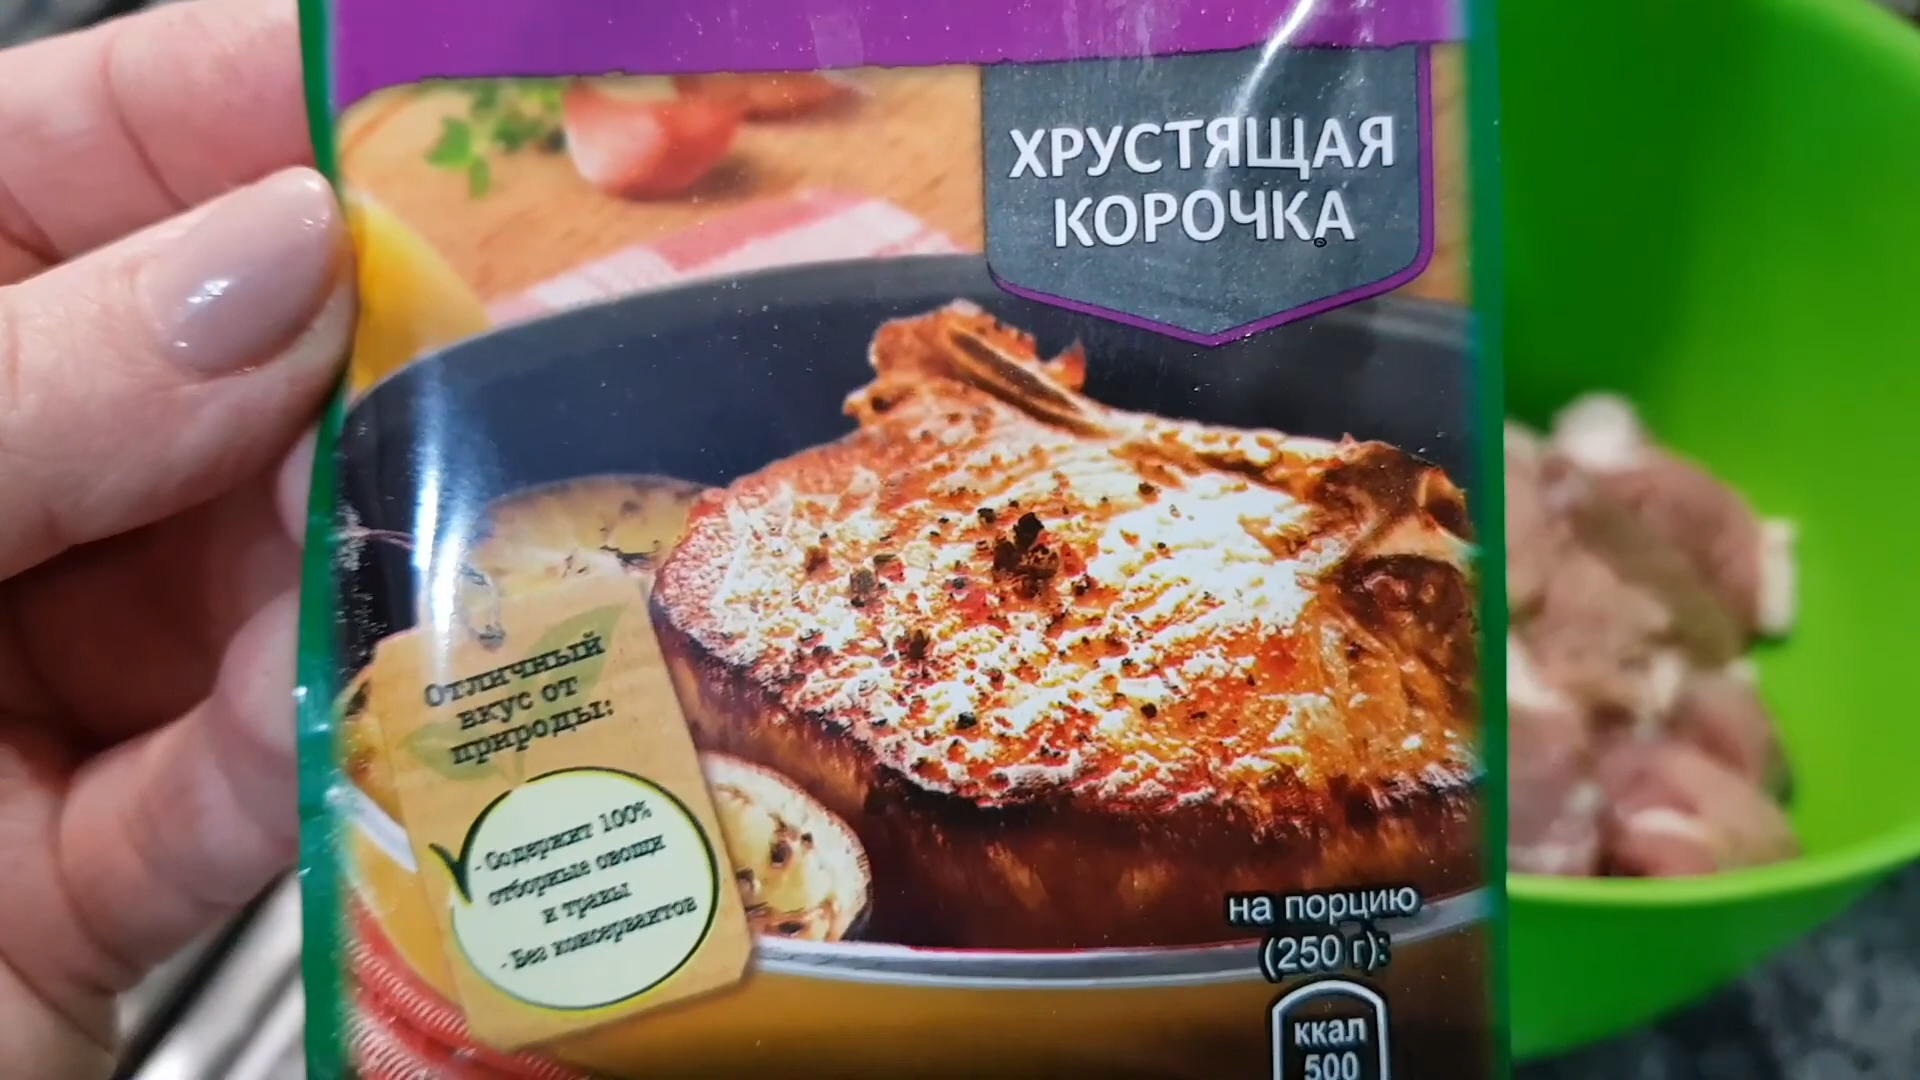 ХРУСТЯЩАЯ
КОРОЧКА
Отличный
вкус от
природы:
- Содержит 100%
отборные овощи
и травы
- Без консервантов
на порцию
(250 г):
ккал
500